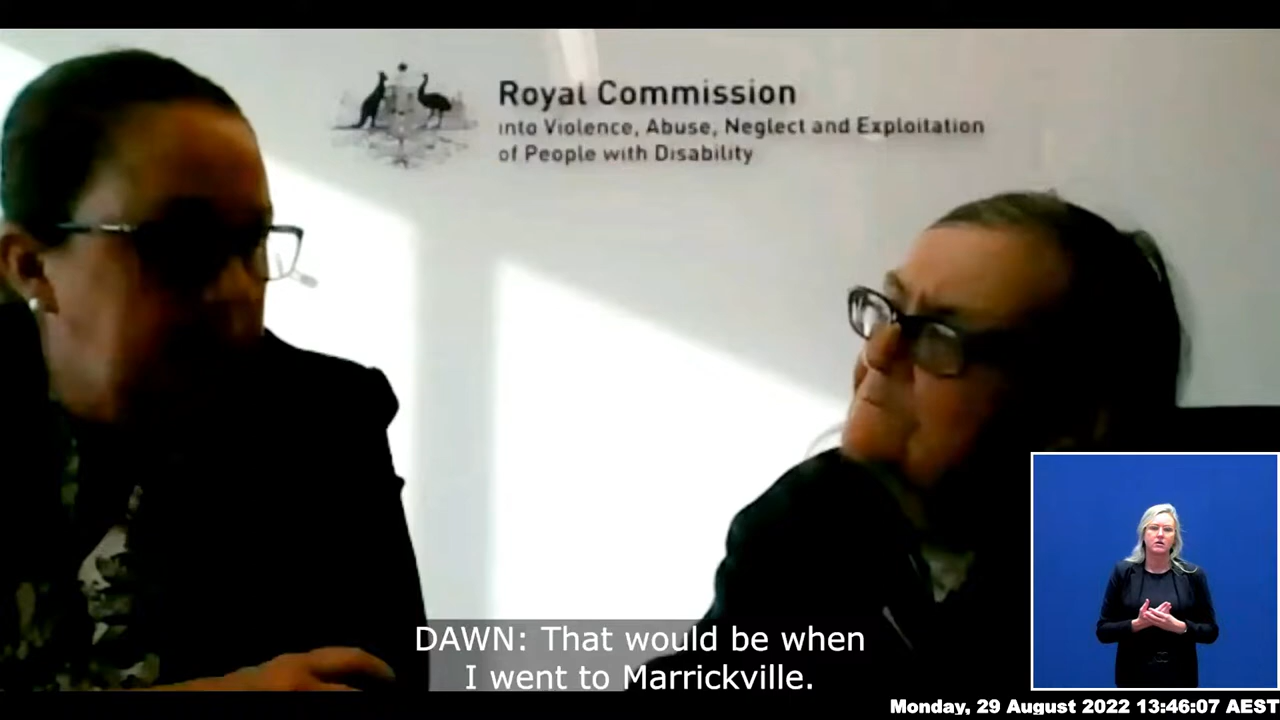 Royal Commission
into Violence, Abuse, Neglect and Exploitation
of People with Disability
DAWN: That would be when
I went to Marrickville.
Monday, 29 August 2022 13:46:07 AEST